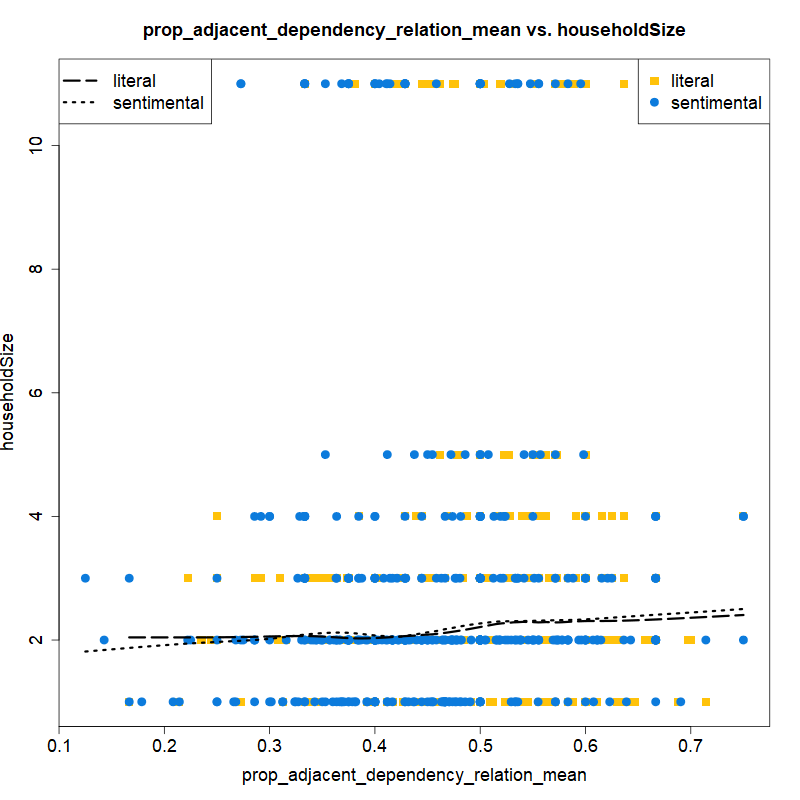 prop_adjacent_dependency_relation_mean vs. householdSize
literal
sentimental
literal
sentimental
householdSize
10
8
6
4
2
0.1 0.2 0.3 0.4 0.5 0.6 0.7
prop_adjacent_dependency_relation_mean